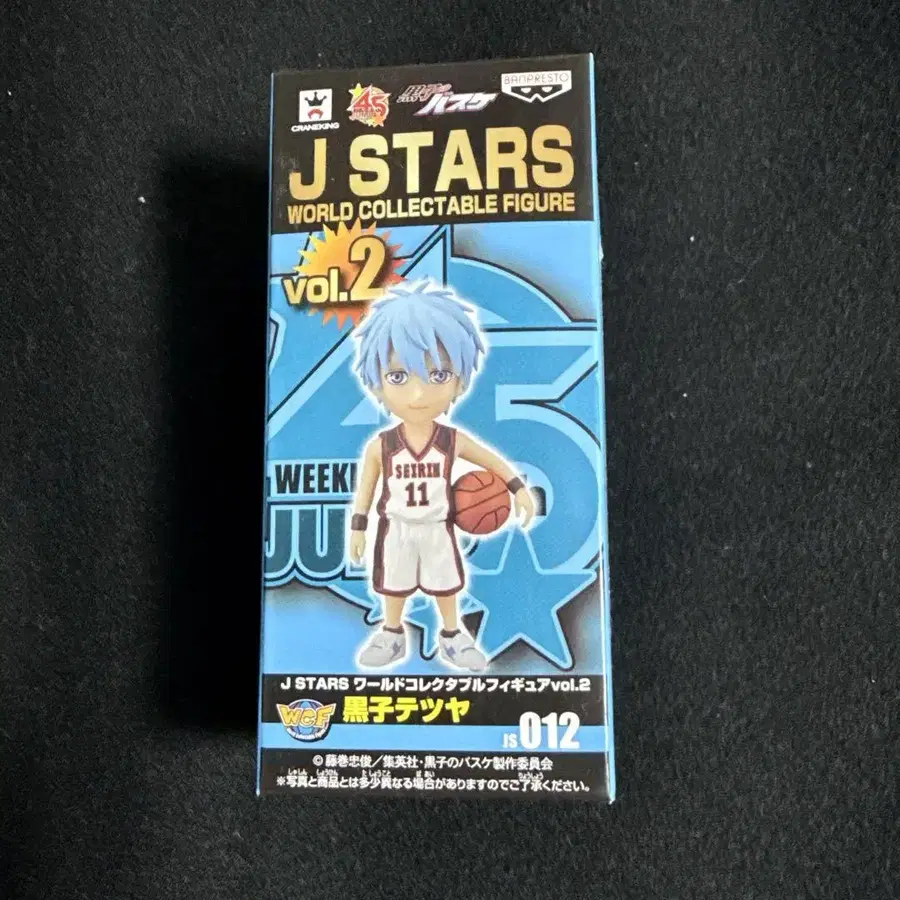 CRANEKING
45
黒子のバスケ
BANPRESTO
J STARS
WORLD COLLECTABLE FIGURE
vol.2
WEEKL
JU
SEIRIN
11
J STARS ワールドコレクタブルフィギュアvol.2
WCF
黒子テツヤ
JS012
©藤巻忠俊/集英社・黒子のバスケ製作委員会
※写真と商品とは多少異なる場合がありますのでご了承ください。